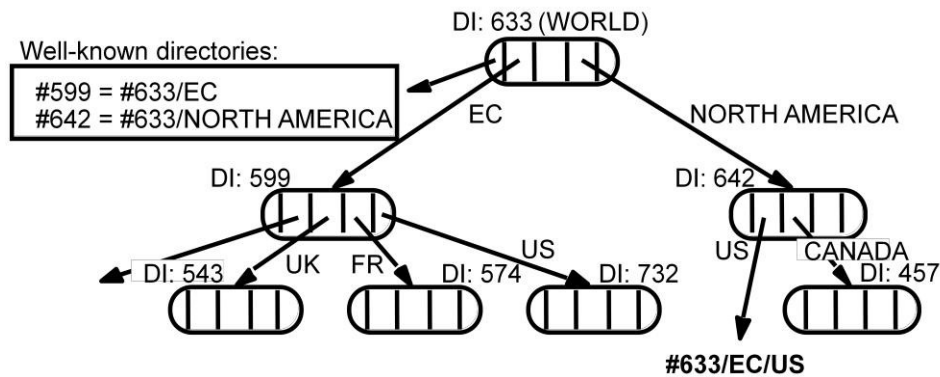 DI: 633 (WORLD)
Well-known directories:
#599 = #633/EC
#642 = #633/NORTH AMERICA
EC
NORTH AMERICA
DI: 599
DI: 642
US
US
CANADA
DI: 543
UK
FR
DI: 574
DI: 732
DI: 457
#633/EC/US